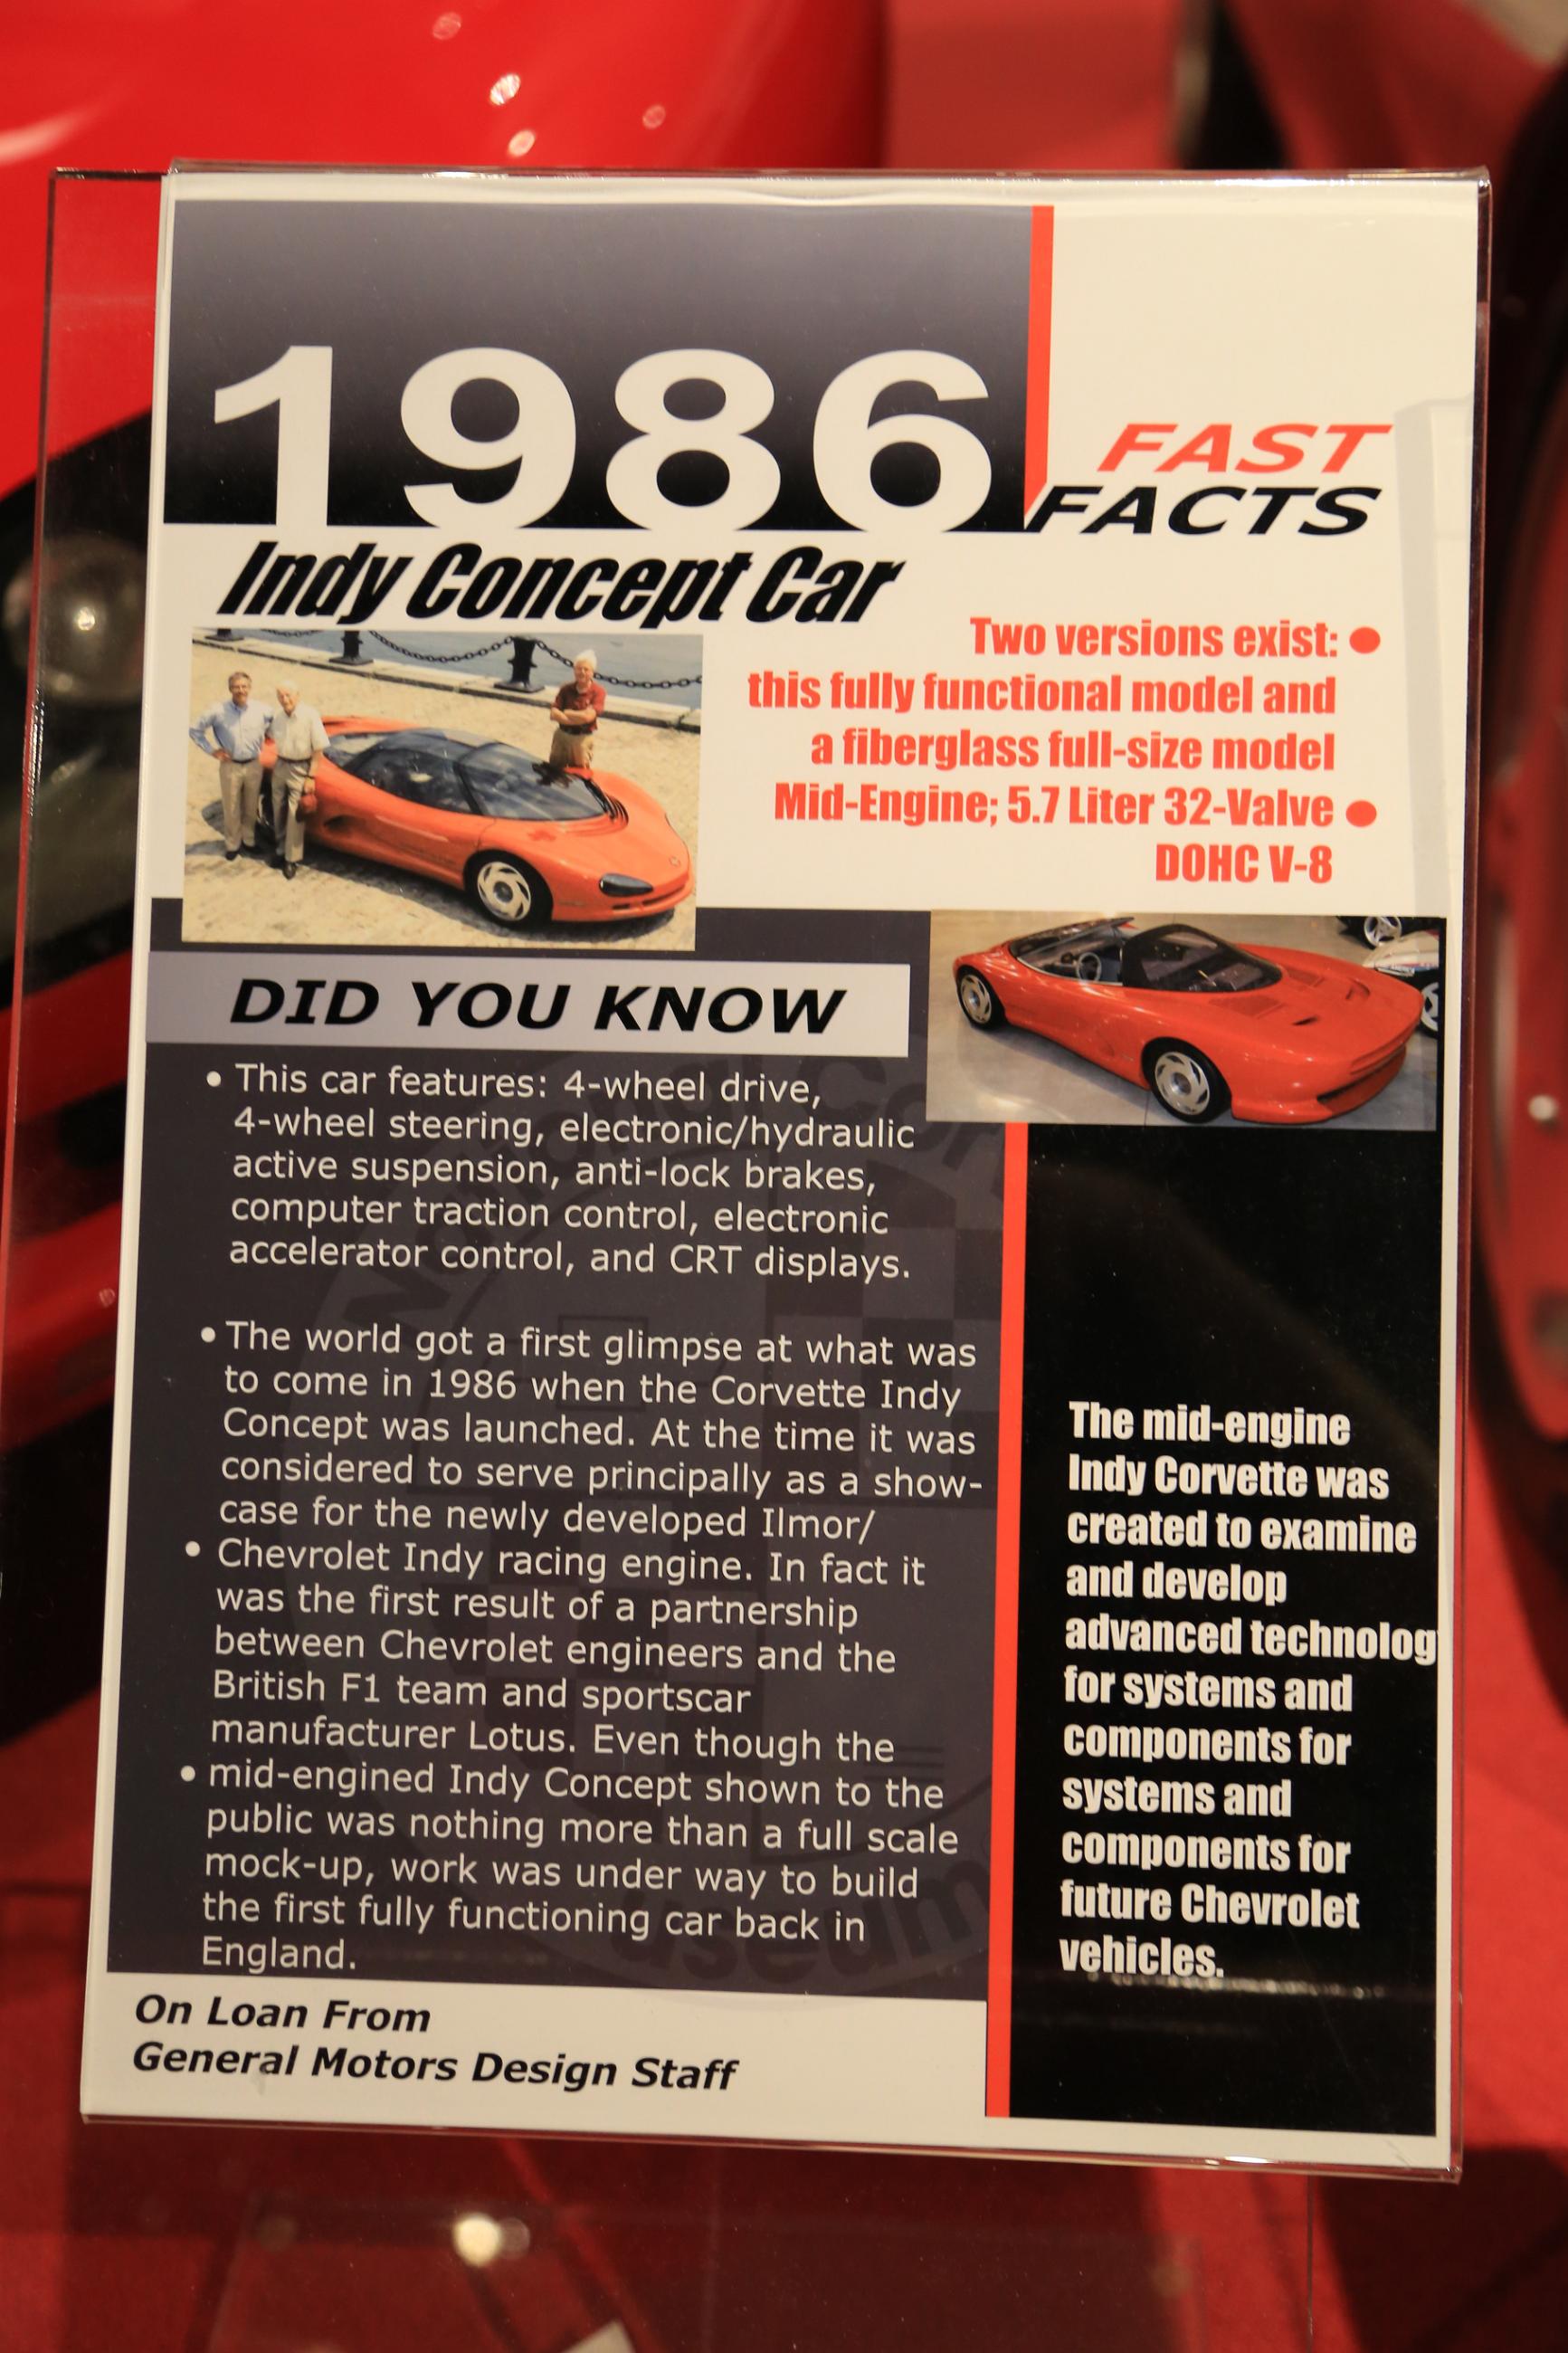 1986
FAST
FACTS
Indy Concept Car
Two versions exist: •
this fully functional model and
a fiberglass full-size model
Mid-Engine; 5.7 Liter 32-Valve •
DOHC V-8
DID YOU KNOW
• This car features: 4-wheel drive,
4-wheel steering, electronic/hydraulic
active suspension, anti-lock brakes,
computer traction control, electronic
accelerator control, and CRT displays.
• The world got a first glimpse at what was
to come in 1986 when the Corvette Indy
Concept was launched. At the time it was
considered to serve principally as a show-
case for the newly developed Ilmor/
• Chevrolet Indy racing engine. In fact it
was the first result of a partnership
between Chevrolet engineers and the
British F1 team and sportscar
manufacturer Lotus. Even though the
• mid-engined Indy Concept shown to the
public was nothing more than a full scale
mock-up, work was under way to build
the first fully functioning car back in
England.
The mid-engine
Indy Corvette was
created to examine
and develop
advanced technolog
for systems and
components for
systems and
components for
future Chevrolet
vehicles.
On Loan From
General Motors Design Staff